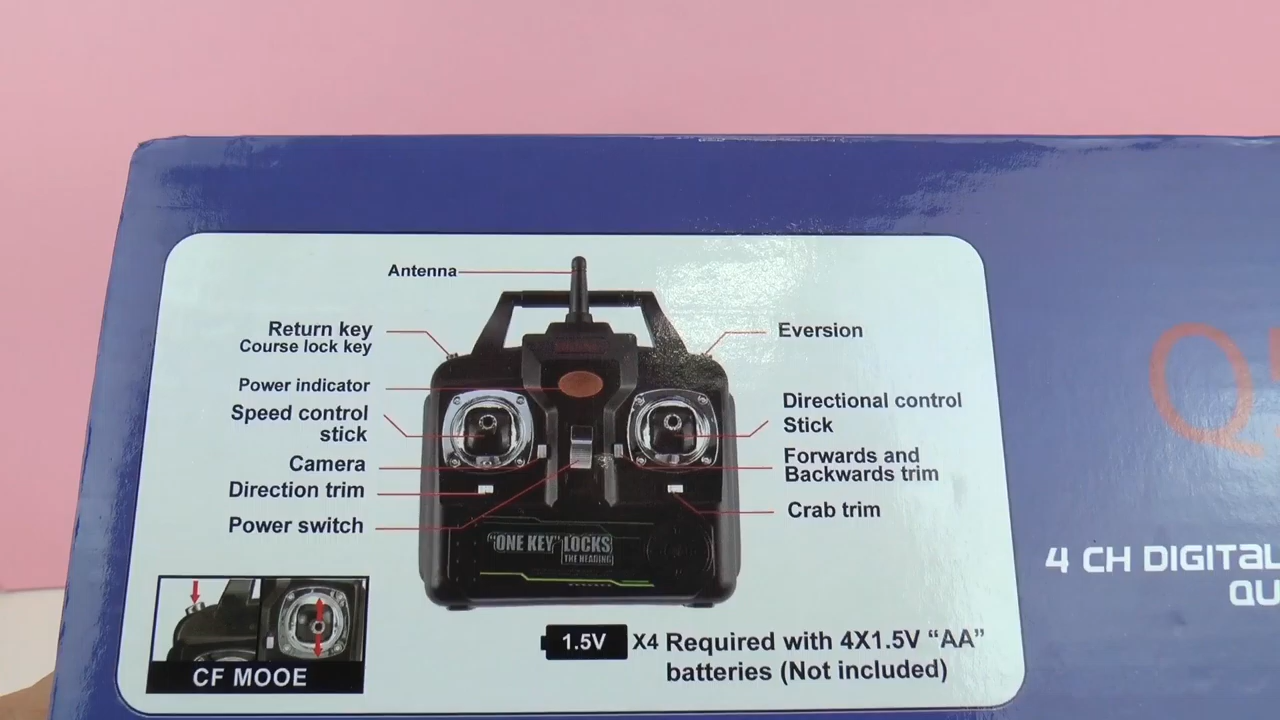 Antenna
Return key
Course lock key
Power indicator
Speed control
stick
Camera
Direction trim
Power switch
Eversion
Directional control
Stick
Forwards and
Backwards trim
Crab trim
"ONE KEY" LOCKS
THE HEADING
CF MOOE
1.5V X4 Required with 4X1.5V “AA”
batteries (Not included)
Q
4 CH DIGITAL
QU